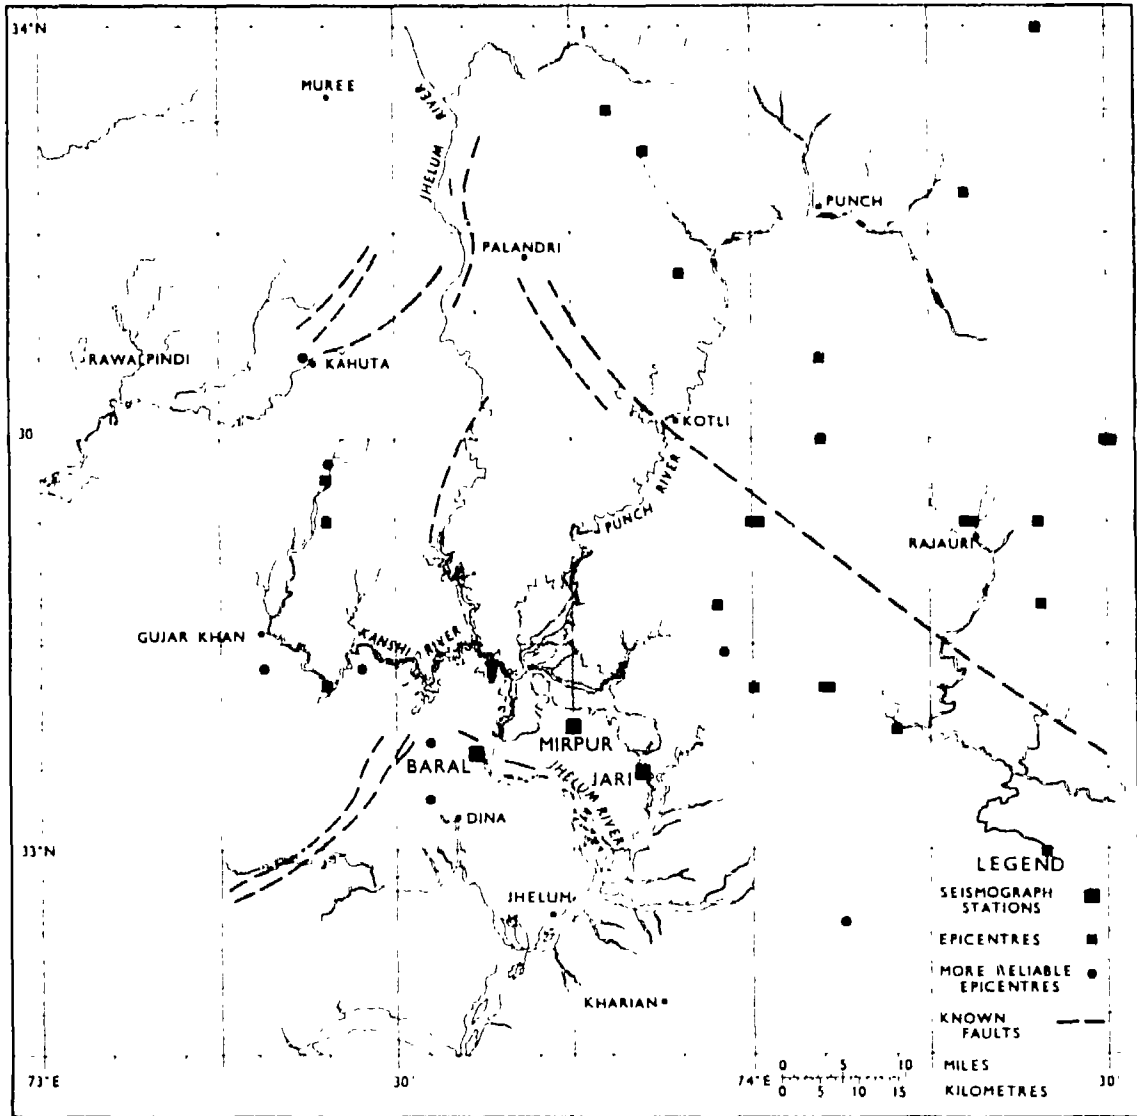 34°N
MUREE
RIVER
JHELUM
PUNCH
PALANDRI
RAWALPINDI
KAHUTA
KOTLI
30
PUNCH RIVER
RAJAURI
GUJAR KHAN
KANSHI RIVER
MIRPUR
BARAL
JARI
JHELUM RIVER
DINA
33°N
LEGEND
JHELUM
SEISMOGRAPH
STATIONS
EPICENTRES
MORE RELIABLE
EPICENTRES
KHARIAN
KNOWN
FAULTS
0 5 10
MILES
73°E
30'
74°E
0 5 10 15
KILOMETRES
30'